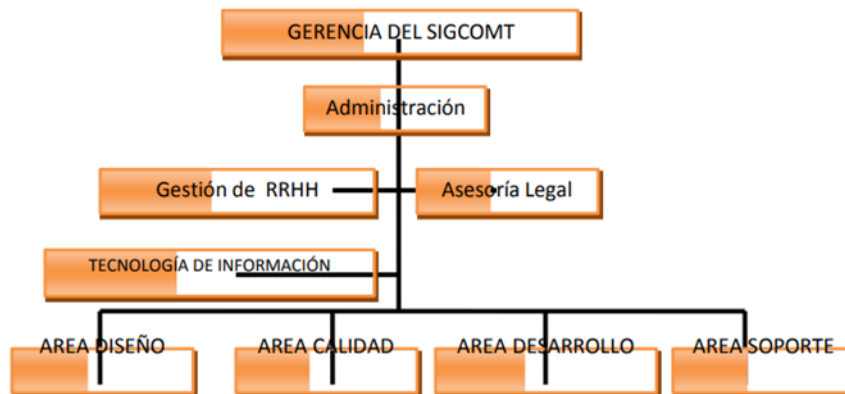 GERENCIA DEL SIGCOMT
Administración
Gestión de RRHH
Asesoría Legal
TECNOLOGÍA DE INFORMACIÓN
AREA DISEÑO
AREA CALIDAD
AREA DESARROLLO
AREA SOPORTE